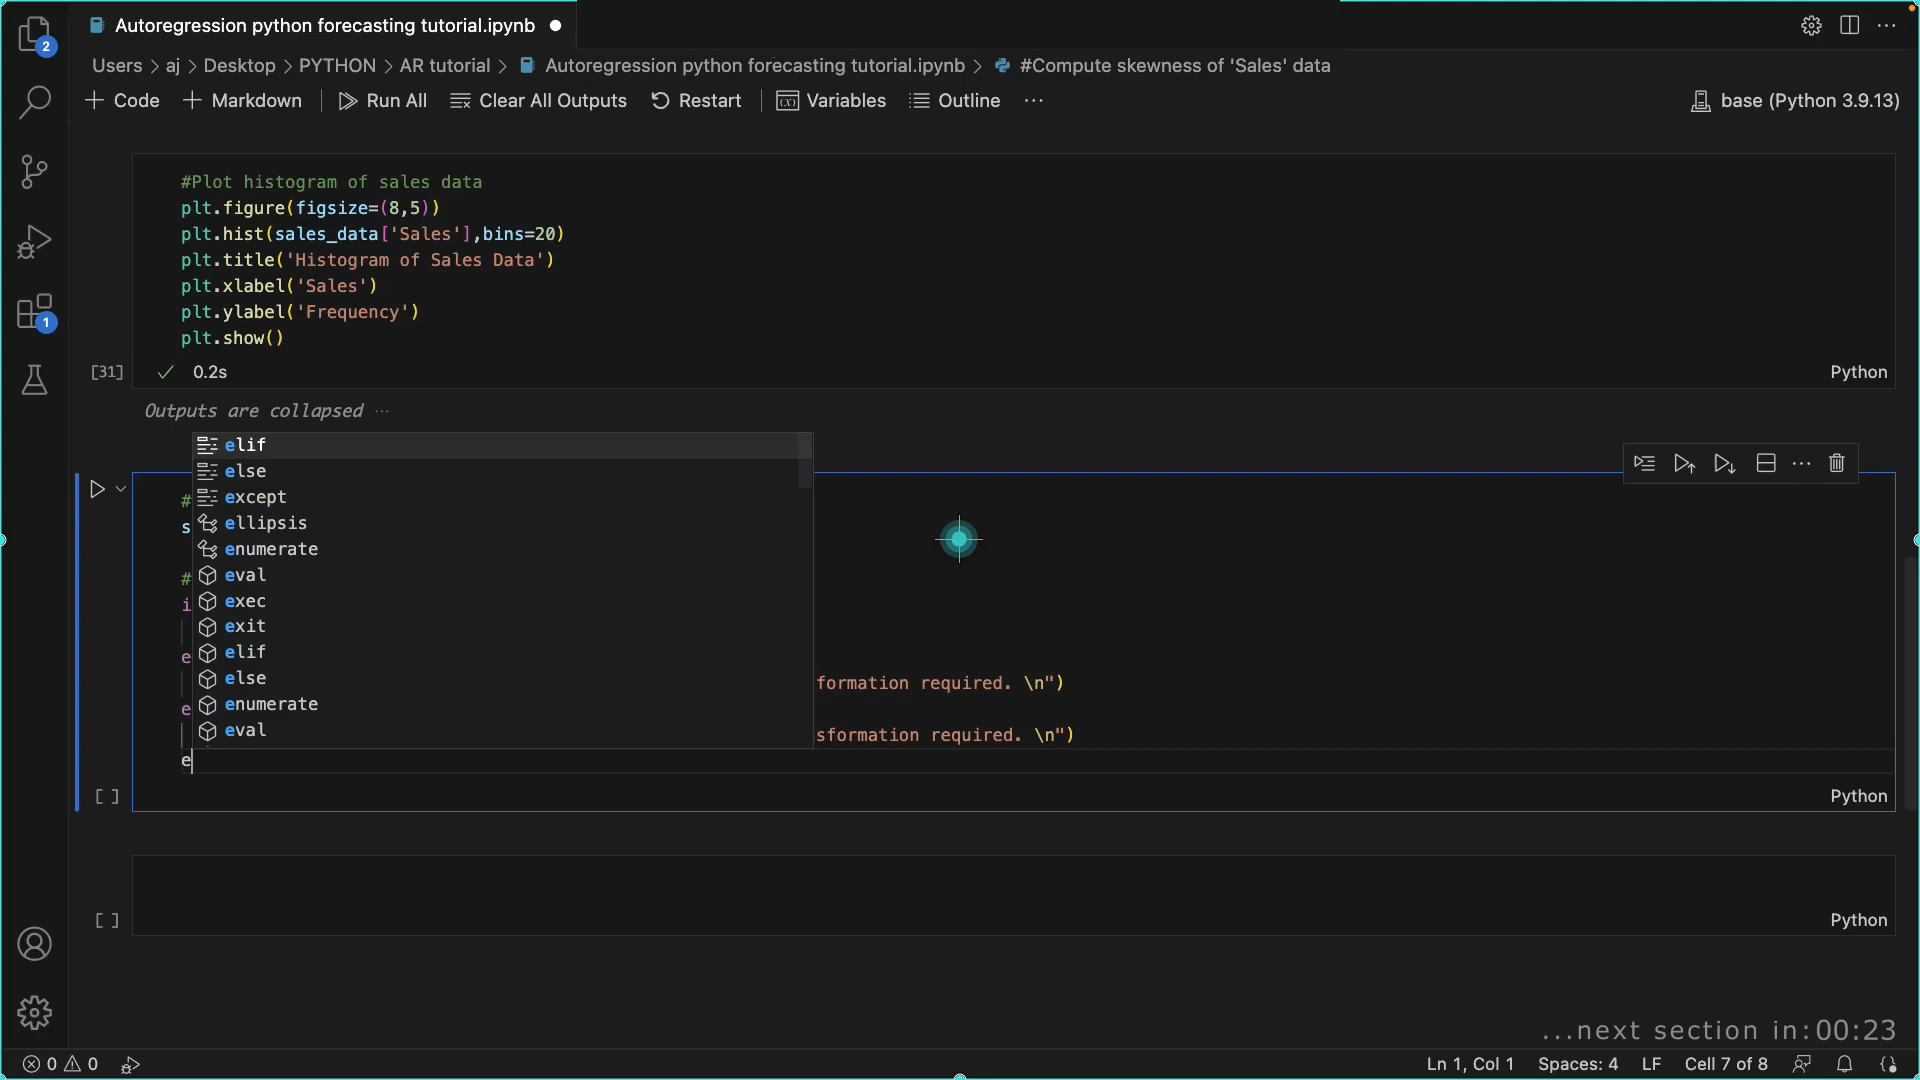 Autoregression python forecasting tutorial.ipynb
2
Users > aj > Desktop > PYTHON > AR tutorial > Autoregression python forecasting tutorial.ipynb > #Compute skewness of 'Sales' data
+ Code + Markdown Run All Clear All Outputs Restart Variables Outline ...
base (Python 3.9.13)
#Plot histogram of sales data
plt.figure(figsize=(8,5))
plt.hist(sales_data['Sales'],bins=20)
plt.title('Histogram of Sales Data')
plt.xlabel('Sales')
plt.ylabel('Frequency')
plt.show()
1
[31] 0.2s Python
Outputs are collapsed ...
elif
else
except
ellipsis
enumerate
eval
exec
exit
elif
else
enumerate
eval
#
s
#
i
e
formation required. \n")
e
sformation required. \n")
e
[ ] Python
[ ] Python
...next section in:00:23
0 0 Ln 1, Col 1 Spaces: 4 LF Cell 7 of 8